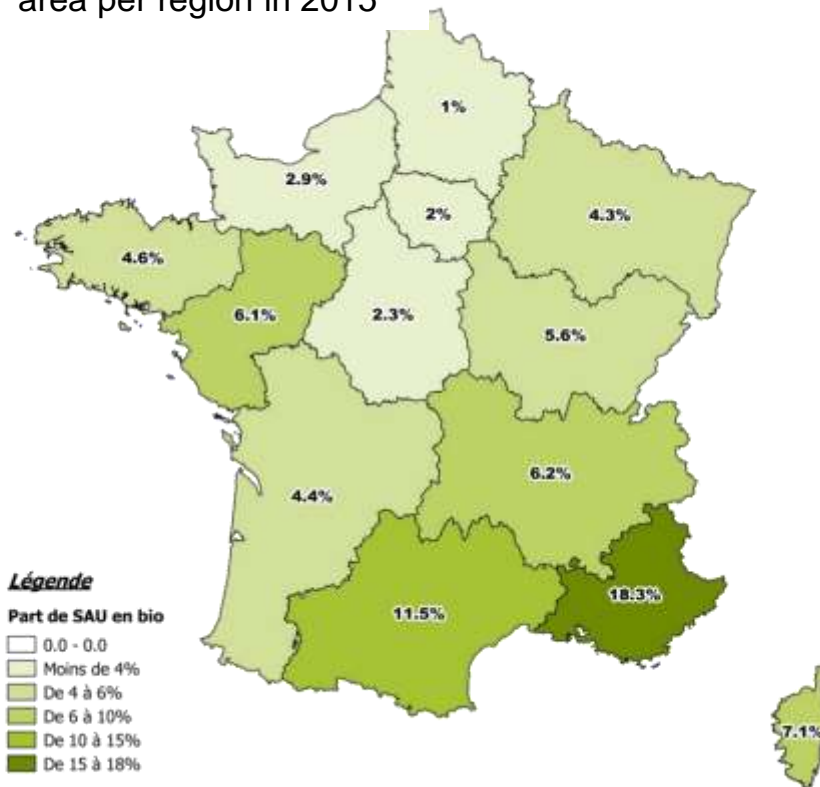 area per region in 2015
1%
2.9%
2%
4.3%
4.6%
6.1%
2.3%
5.6%
6.2%
4.4%
18.3%
11.5%
7.1%
Légende
Part de SAU en bio
0.0 - 0.0
Moins de 4%
De 4 à 6%
De 6 à 10%
De 10 à 15%
De 15 à 18%